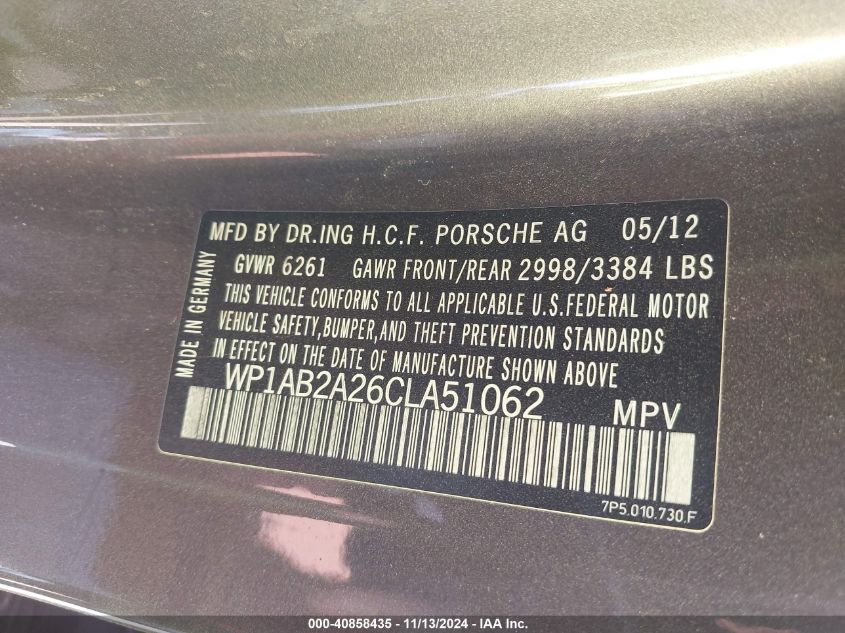 MFD BY DR.ING H.C.F. PORSCHE AG 05/12
GVWR 6261 GAWR FRONT/REAR 2998/3384 LBS
THIS VEHICLE CONFORMS TO ALL APPLICABLE U.S.FEDERAL MOTOR
VEHICLE SAFETY,BUMPER,AND THEFT PREVENTION STANDARDS
IN EFFECT ON THE DATE OF MANUFACTURE SHOWN ABOVE
WP1AB2A26CLA51062 MPV
7P5.010.730.F
MADE IN GERMANY
000-40858435 - 11/13/2024 - IAA Inc.